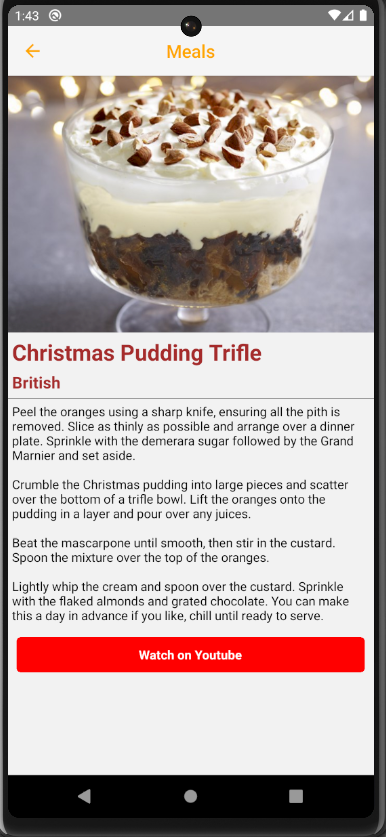 1:43
Meals
Christmas Pudding Trifle
British
Peel the oranges using a sharp knife, ensuring all the pith is
removed. Slice as thinly as possible and arrange over a dinner
plate. Sprinkle with the demerara sugar followed by the Grand
Marnier and set aside.
Crumble the Christmas pudding into large pieces and scatter
over the bottom of a trifle bowl. Lift the oranges onto the
pudding in a layer and pour over any juices.
Beat the mascarpone until smooth, then stir in the custard.
Spoon the mixture over the top of the oranges.
Lightly whip the cream and spoon over the custard. Sprinkle
with the flaked almonds and grated chocolate. You can make
this a day in advance if you like, chill until ready to serve.
Watch on Youtube